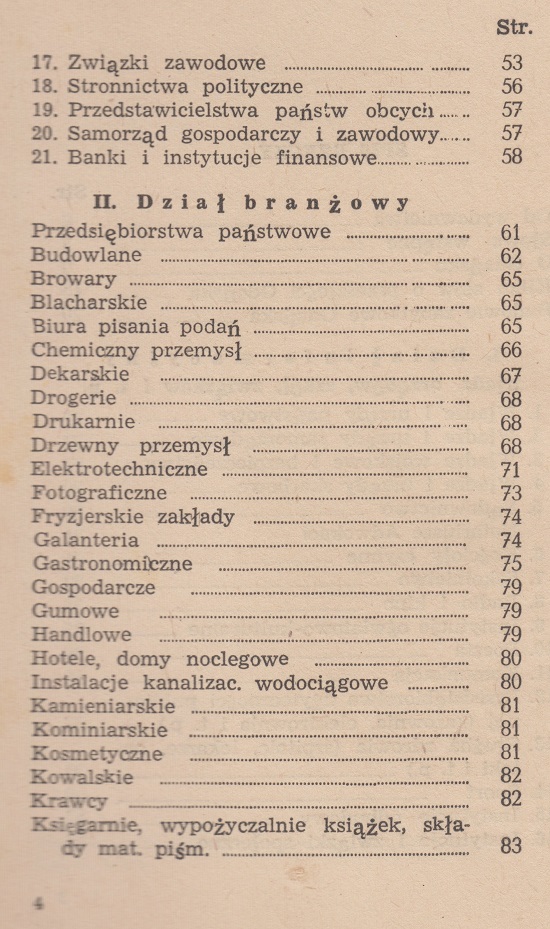 Str.
17. Związki zawodowe 53
18. Stronnictwa polityczne 56
19. Przedstawicielstwa państw obcych 57
20. Samorząd gospodarczy i zawodowy 57
21. Banki i instytucje finansowe 58
II. Dział branżowy
Przedsiębiorstwa państwowe 61
Budowlane 62
Browary 65
Blacharskie 65
Biura pisania podań 65
Chemiczny przemysł 66
Dekarskie 67
Drogerie 68
Drukarnie 68
Drzewny przemysł 68
Elektrotechniczne 71
Fotograficzne 73
Fryzjerskie zakłady 74
Galanteria 74
Gastronomiczne 75
Gospodarcze 79
Gumowe 79
Handlowe 79
Hotele, domy noclegowe 80
Instalacje kanalizac. wodociągowe 80
Kamieniarskie 81
Kominiarskie 81
Kosmetyczne 81
Kowalskie 82
Krawcy 82
Księgarnie, wypożyczalnie książek, skła-
dy mat. piśm. 83
4